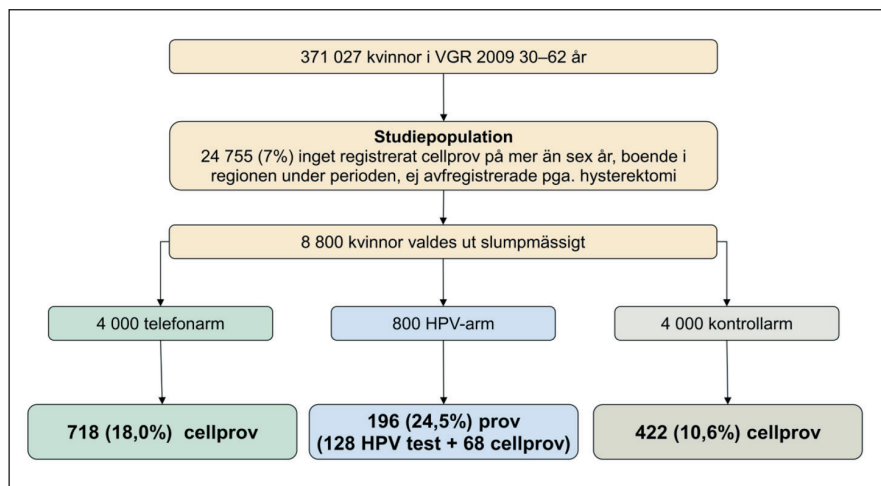 371 027 kvinnor i VGR 2009 30–62 år
Studiepopulation
24 755 (7%) inget registrerat cellprov på mer än sex år, boende i
regionen under perioden, ej avfregistrerade pga. hysterektomi
8 800 kvinnor valdes ut slumpmässigt
4 000 telefonarm
800 HPV-arm
4 000 kontrollarm
718 (18,0%) cellprov
196 (24,5%) prov
(128 HPV test + 68 cellprov)
422 (10,6%) cellprov